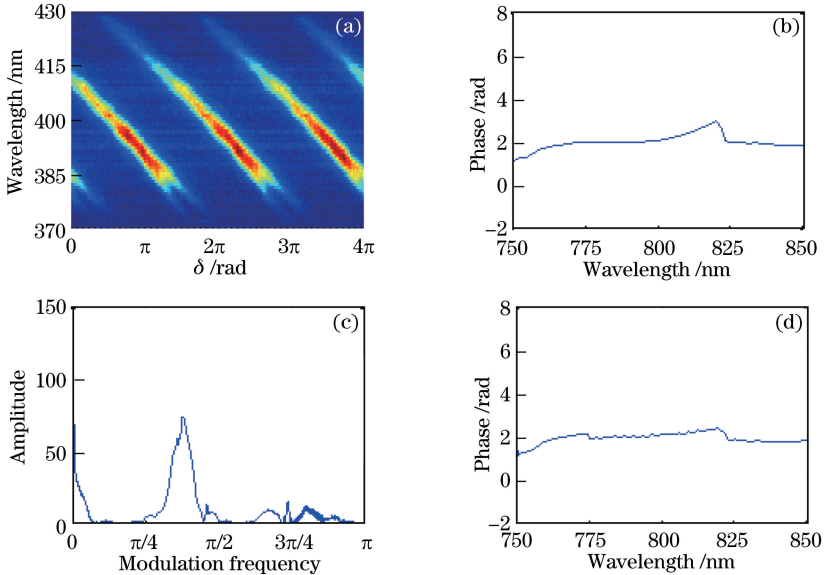 (a)
Wavelength /nm
430
415
400
385
370
0 π 2π 3π 4π
δ /rad
(b)
Phase /rad
8
6
4
2
0
−2
750 775 800 825 850
Wavelength /nm
(c)
Amplitude
150
100
50
0
0 π/4 π/2 3π/4 π
Modulation frequency
(d)
Phase /rad
8
6
4
2
0
−2
750 775 800 825 850
Wavelength /nm